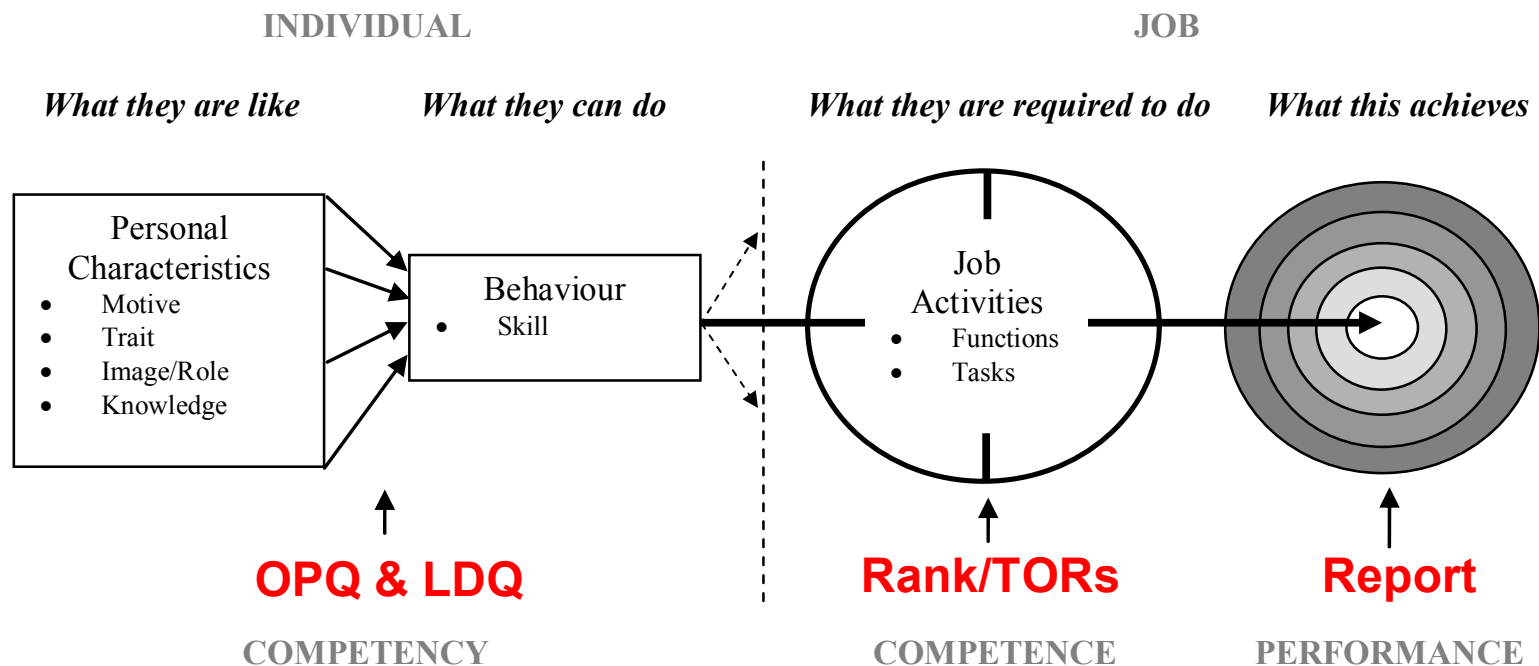 INDIVIDUAL JOB
What they are like What they can do What they are required to do What this achieves
Personal
Characteristics
• Motive
• Trait
• Image/Role
• Knowledge
Behaviour
• Skill
Job
Activities
• Functions
• Tasks
OPQ & LDQ Rank/TORs Report
COMPETENCY COMPETENCE PERFORMANCE